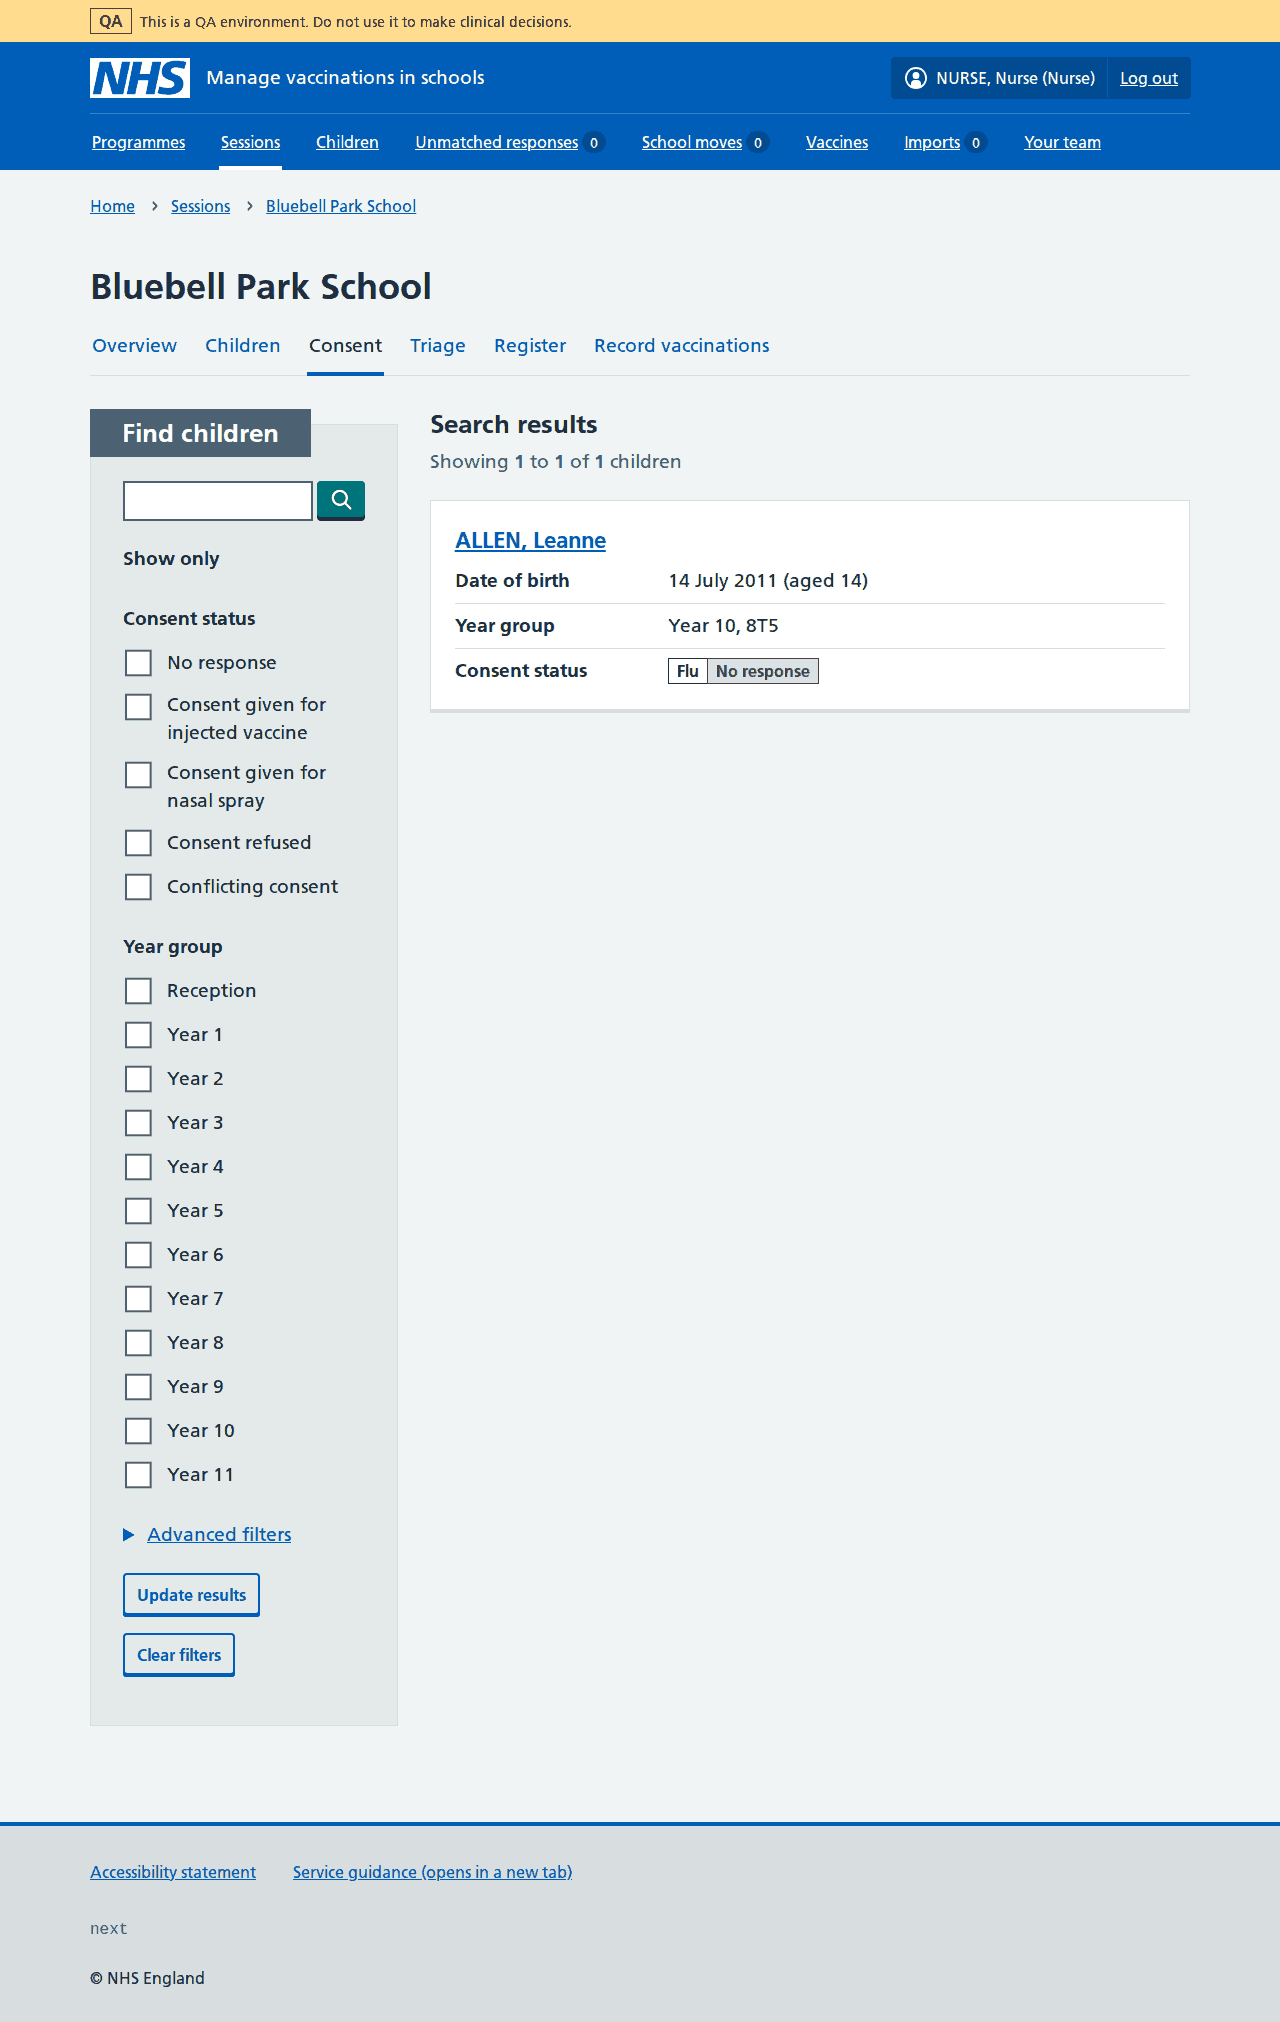 QA This is a QA environment. Do not use it to make clinical decisions.
NHS Manage vaccinations in schools NURSE, Nurse (Nurse) Log out
Programmes Sessions Children Unmatched responses 0 School moves 0 Vaccines Imports 0 Your team
Home Sessions Bluebell Park School
Bluebell Park School
Overview Children Consent Triage Register Record vaccinations
Find children
Show only
Consent status
No response
Consent given for
injected vaccine
Consent given for
nasal spray
Consent refused
Conflicting consent
Year group
Reception
Year 1
Year 2
Year 3
Year 4
Year 5
Year 6
Year 7
Year 8
Year 9
Year 10
Year 11
Advanced filters
Update results
Clear filters
Search results
Showing 1 to 1 of 1 children
ALLEN, Leanne
Date of birth 14 July 2011 (aged 14)
Year group Year 10, 8T5
Consent status Flu No response
Accessibility statement Service guidance (opens in a new tab)
next
© NHS England